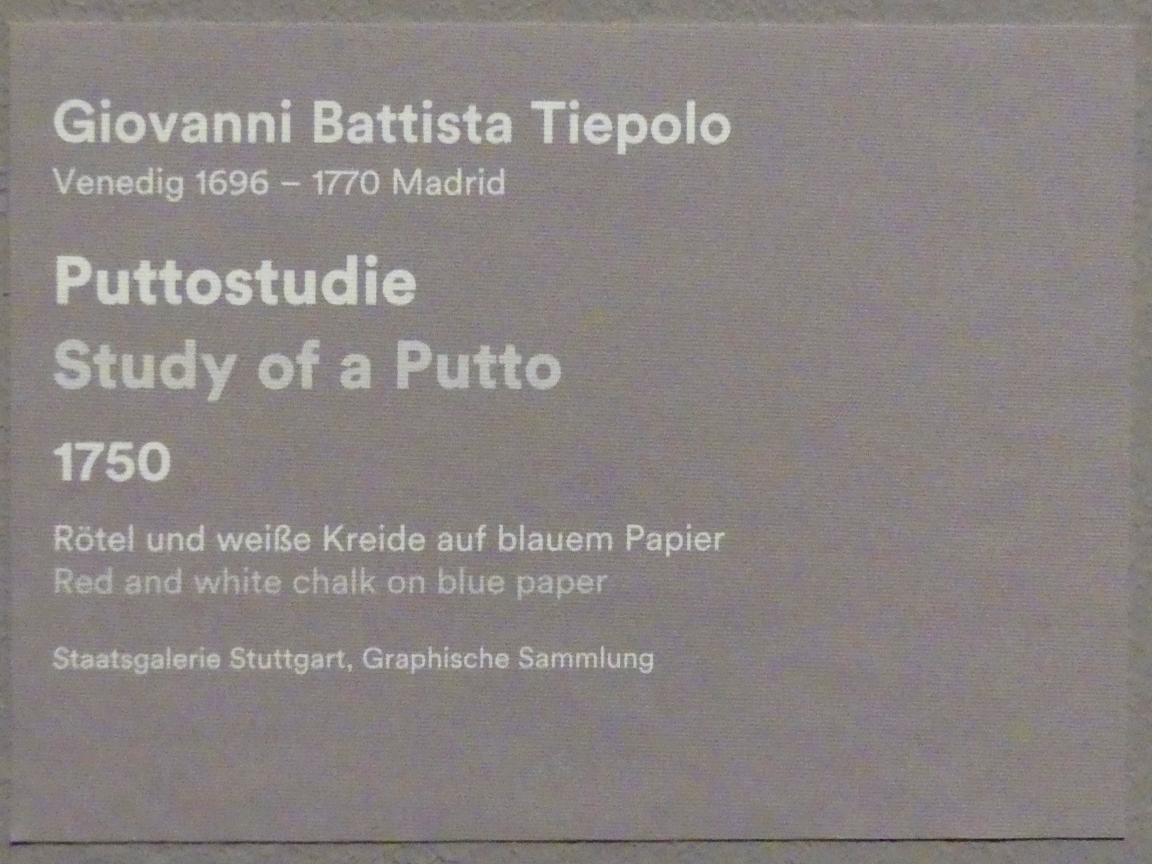 Giovanni Battista Tiepolo
Venedig 1696 – 1770 Madrid
Puttostudie
Study of a Putto
1750
Rötel und weiße Kreide auf blauem Papier
Red and white chalk on blue paper
Staatsgalerie Stuttgart, Graphische Sammlung